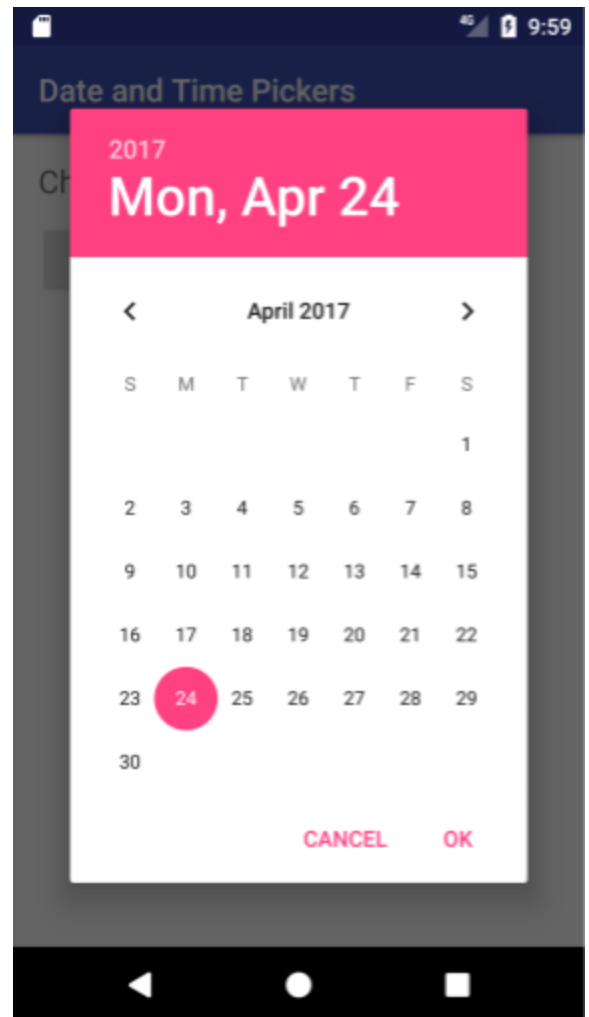 4G 9:59
Date and Time Pickers
Ch
2017
Mon, Apr 24
April 2017
S M T W T F S
1
2 3 4 5 6 7 8
9 10 11 12 13 14 15
16 17 18 19 20 21 22
23 24 25 26 27 28 29
30
CANCEL OK